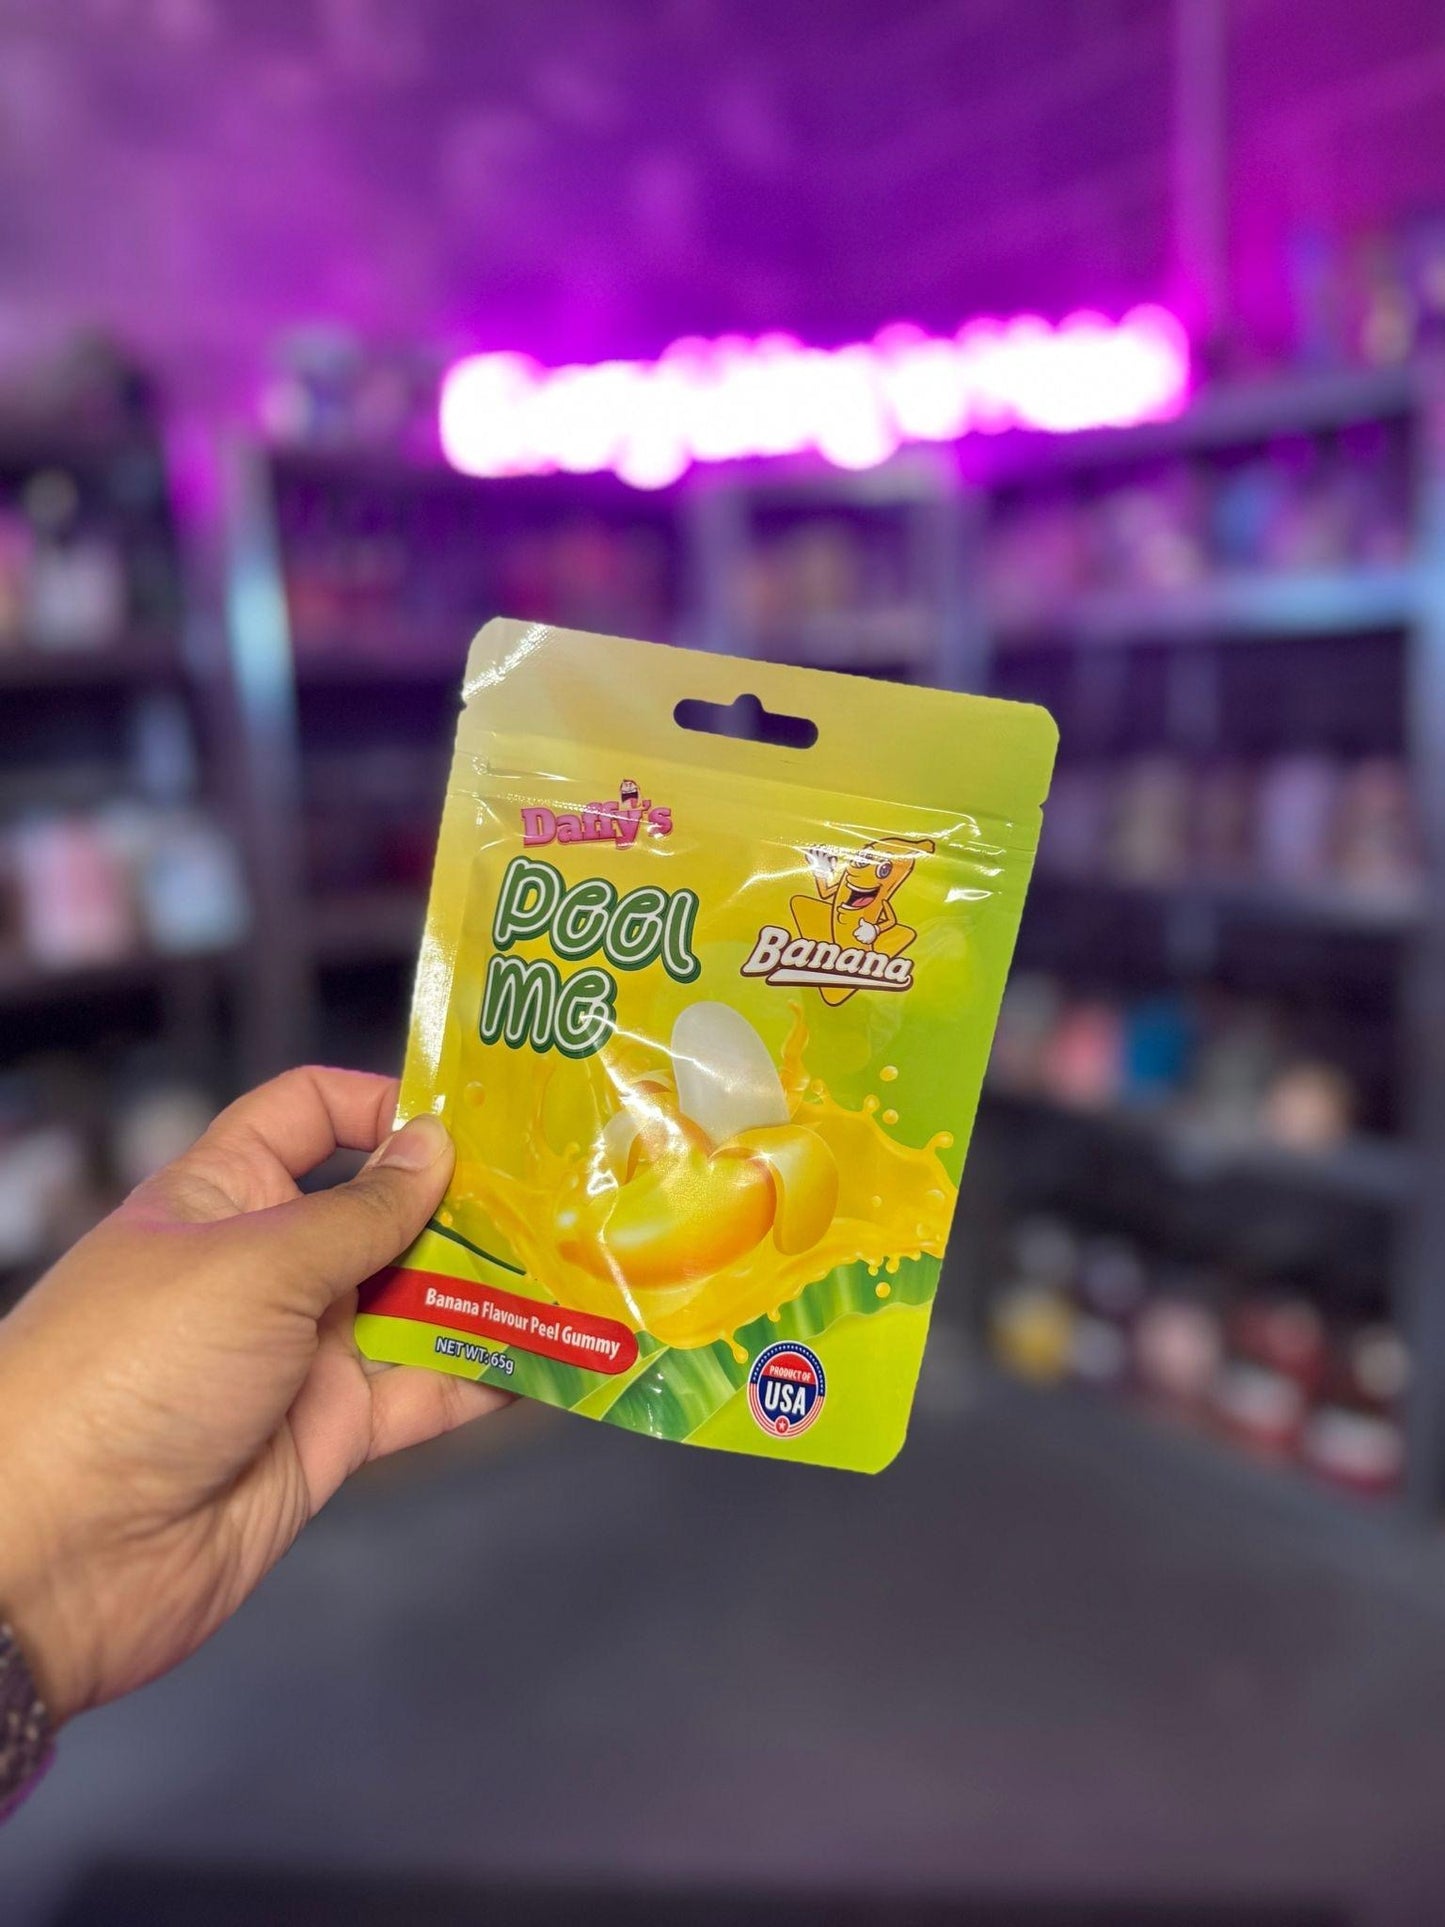 Daffy's
Peel
Me
Banana
Banana Flavour Peel Gummy
NET WT: 65g
PRODUCT OF
USA